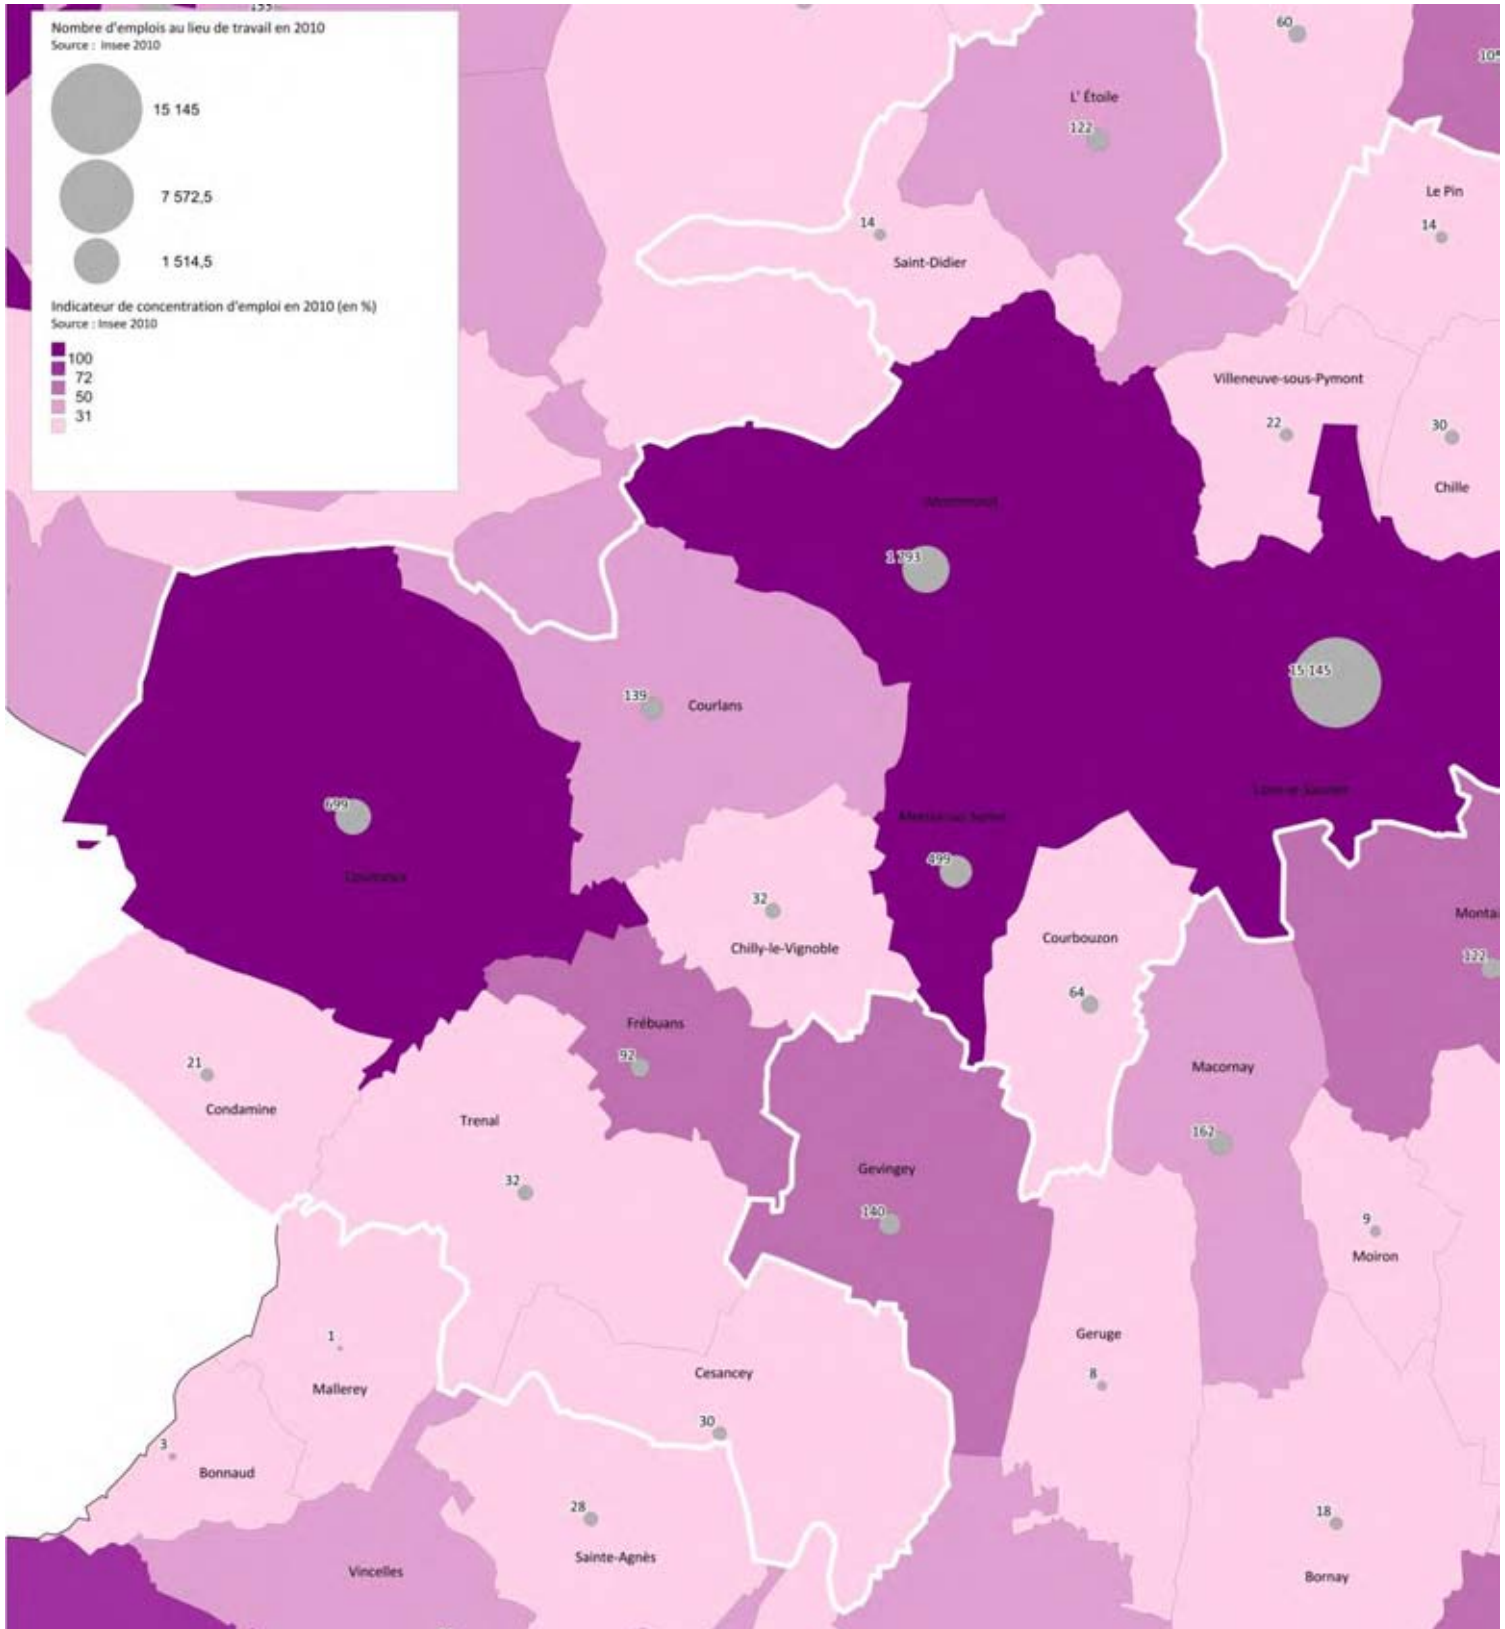 155
Nombre d'emplois au lieu de travail en 2010
Source : Insee 2010
15 145
7 572,5
1 514,5
Indicateur de concentration d'emploi en 2010 (en %)
Source : Insee 2010
100
72
50
31
60
L' Étoile
122
Le Pin
14
14
Saint-Didier
Villeneuve-sous-Pymont
22
30
Chille
1 793
15 145
139
Courlans
699
499
32
Chilly-le-Vignoble
Courbouzon
64
122
Frébuans
92
21
Condamine
Trenal
32
Macornay
162
Gevingey
140
9
Moiron
1
Mallerey
Geruge
8
Cesancey
30
3
Bonnaud
28
Sainte-Agnès
Vincelles
18
Bornay